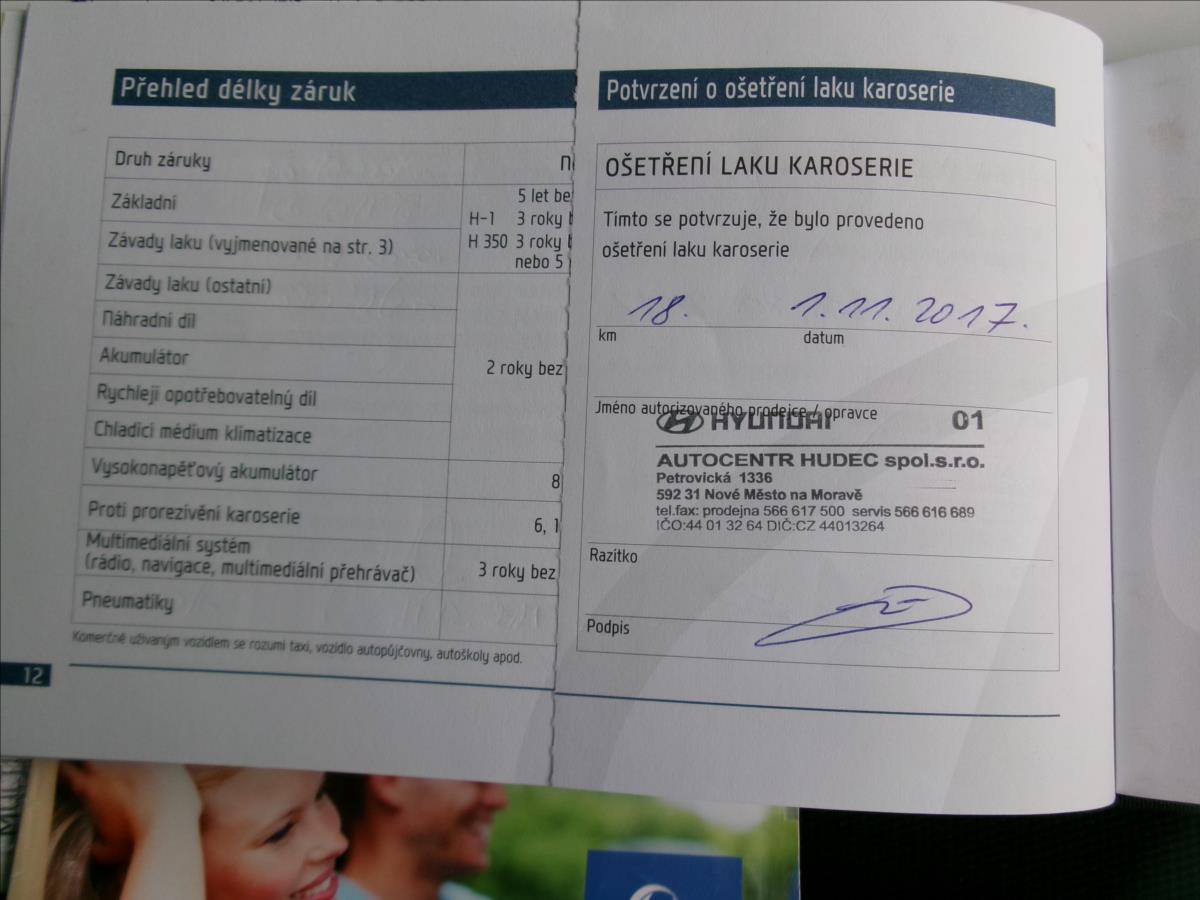 Přehled délky záruk
Druh záruky
Základní
5 let
H-1 3 roky
Závady laku (vyjmenované na str. 3)
H 350 3 roky
nebo 5
Závady laku (ostatní)
Náhradní díl
Akumulátor
2 roky bez
Rychleji opotřebovatelný díl
Chladicí médium klimatizace
Vysokonapěťový akumulátor
8
Proti prorezivění karoserie
6, 1
Multimediální systém
(rádio, navigace, multimediální přehrávač)
3 roky bez
Pneumatiky
Komerčně užívaným vozidlem se rozumí taxi, vozidlo autopůjčovny, autoškoly apod.
12
Potvrzení o ošetření laku karoserie
OŠETŘENÍ LAKU KAROSERIE
Tímto se potvrzuje, že bylo provedeno
ošetření laku karoserie
18. 1.11. 2017.
km datum
Jméno autorizovaného prodejce / opravce
HYUNDAI 01
AUTOCENTR HUDEC spol.s.r.o.
Petrovická 1336
592 31 Nové Město na Moravě
tel.fax: prodejna 566 617 500 servis 566 616 689
IČO:44 01 32 64 DIČ:CZ 44013264
Razítko
Podpis